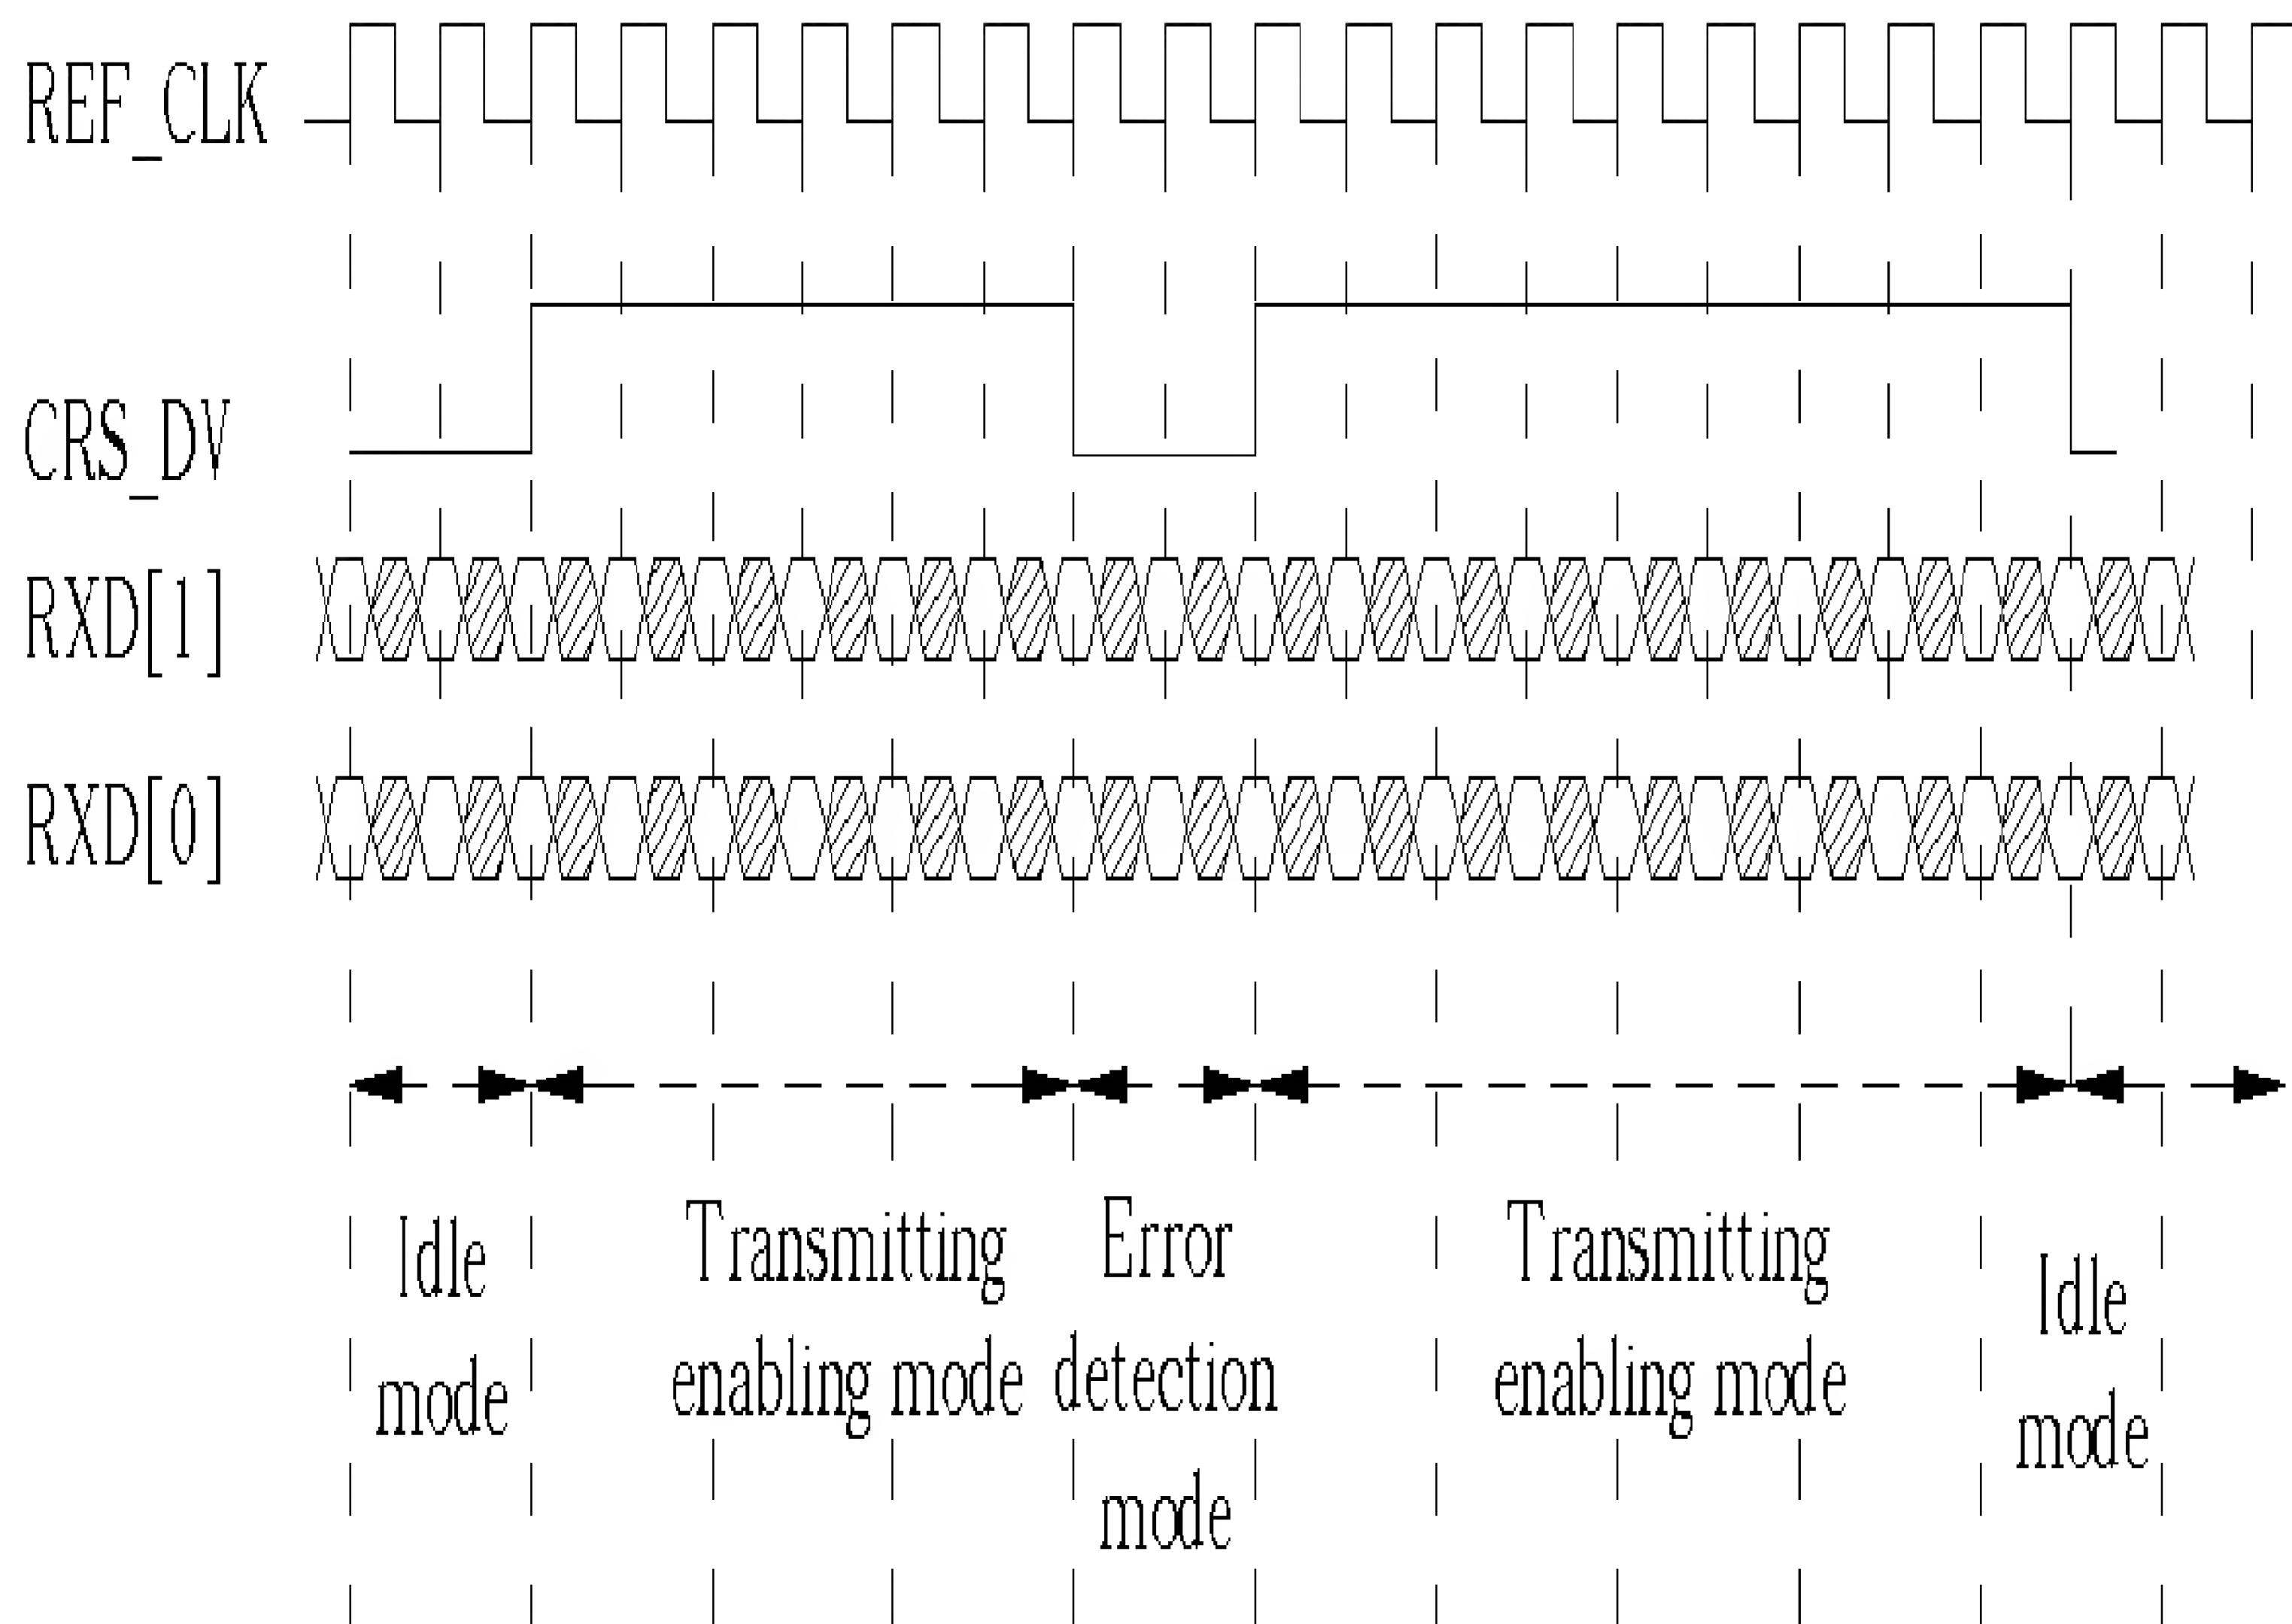 REF_CLK
CRS_DV
RXD[1]
RXD[0]
Idle
mode
Transmitting
enabling mode
Error
detection
mode
Transmitting
enabling mode
Idle
mode